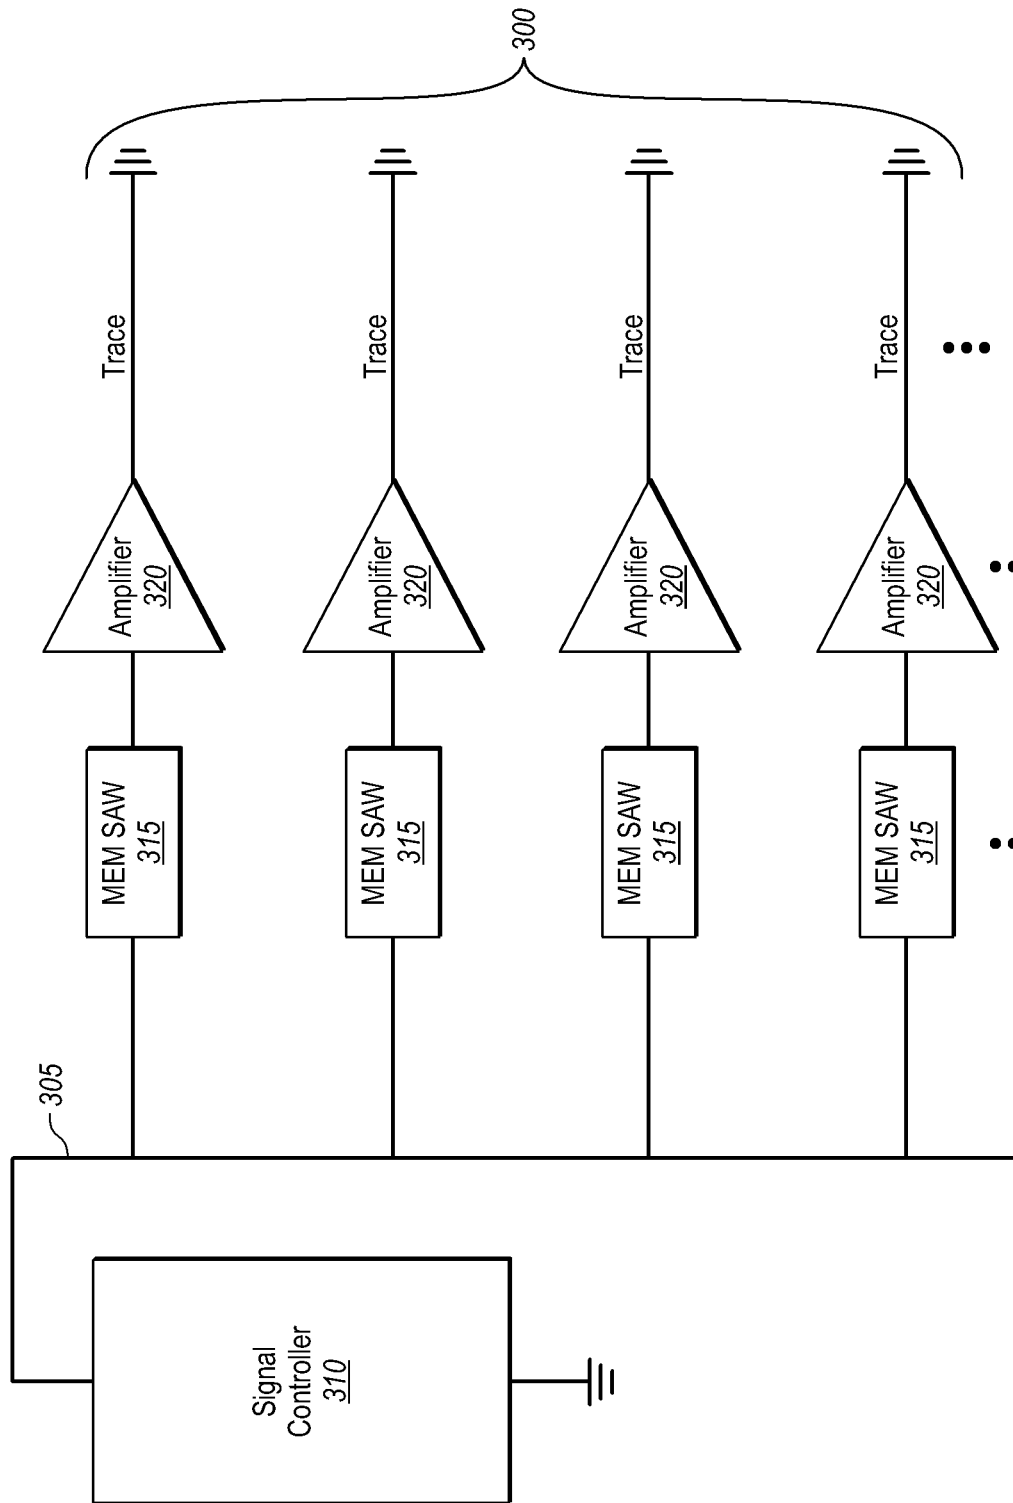 305
Signal
Controller
310
MEM SAW
315
Amplifier
320
Trace
MEM SAW
315
Amplifier
320
Trace
MEM SAW
315
Amplifier
320
Trace
MEM SAW
315
Amplifier
320
Trace
300